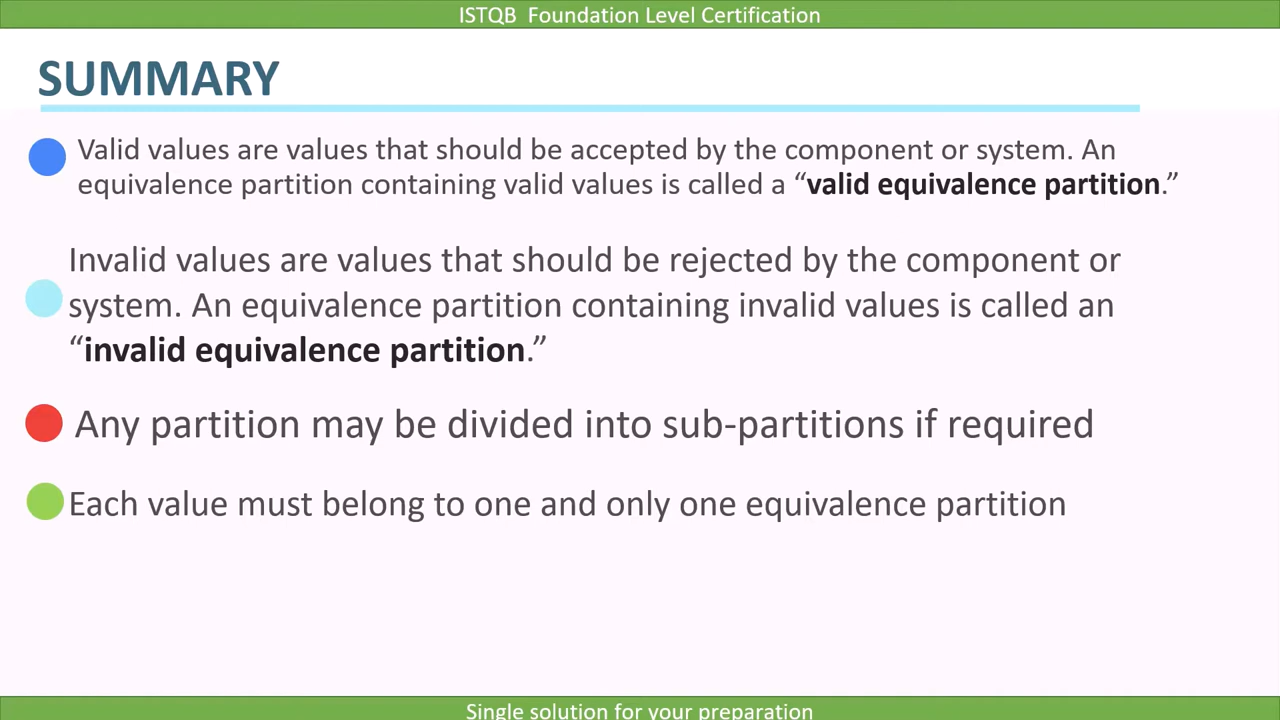 ISTQB Foundation Level Certification
SUMMARY
Valid values are values that should be accepted by the component or system. An
equivalence partition containing valid values is called a “valid equivalence partition.”
Invalid values are values that should be rejected by the component or
system. An equivalence partition containing invalid values is called an
“invalid equivalence partition.”
Any partition may be divided into sub-partitions if required
Each value must belong to one and only one equivalence partition
Single solution for your preparation